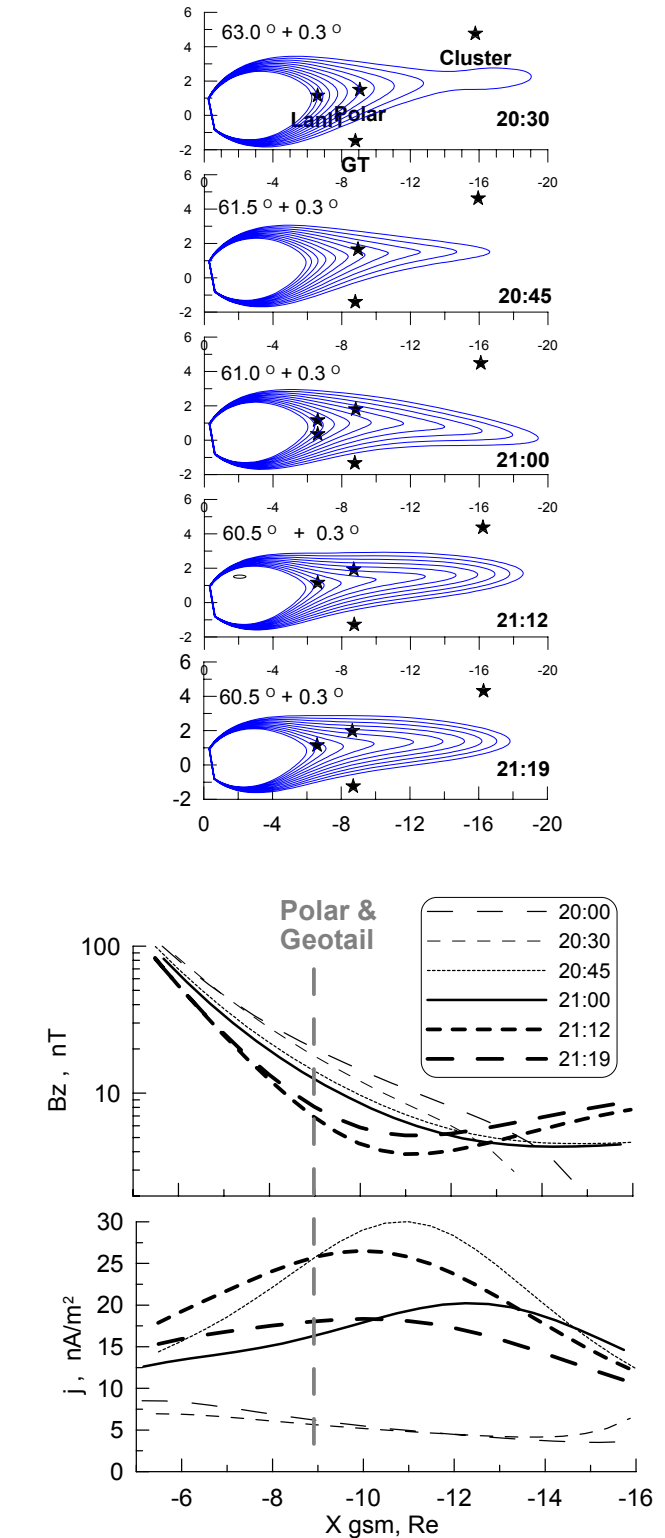 6
4
2
0
-2
63.0 ° + 0.3 °
Cluster
Lanl1
Polar
GT
20:30
0 -4 -8 -12 -16 -20
6
4
2
0
-2
61.5 ° + 0.3 °
20:45
0 -4 -8 -12 -16 -20
6
4
2
0
-2
61.0 ° + 0.3 °
21:00
0 -4 -8 -12 -16 -20
6
4
2
0
-2
60.5 ° + 0.3 °
21:12
0 -4 -8 -12 -16 -20
6
4
2
0
-2
60.5 ° + 0.3 °
21:19
0 -4 -8 -12 -16 -20
Polar &
Geotail
20:00
20:30
20:45
21:00
21:12
21:19
100
10
Bz , nT
30
25
20
15
10
5
0
j , nA/m²
-6 -8 -10 -12 -14 -16
X gsm, Re